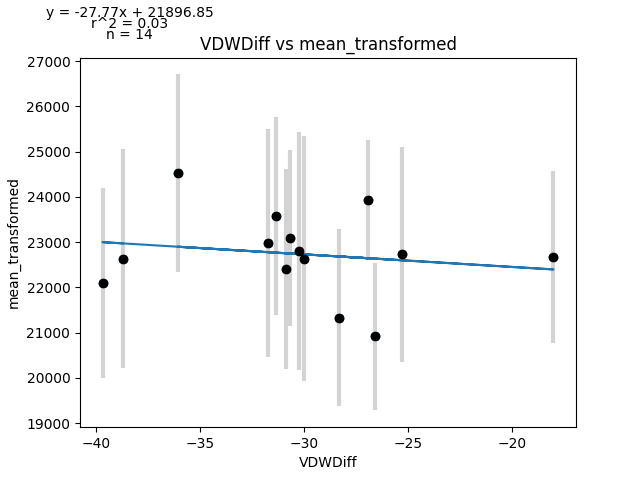 y = -27.77x + 21896.85
r^2 = 0.03
n = 14
VDWDiff vs mean_transformed
27000
26000
25000
24000
23000
22000
21000
20000
19000
mean_transformed
−40 −35 −30 −25 −20
VDWDiff